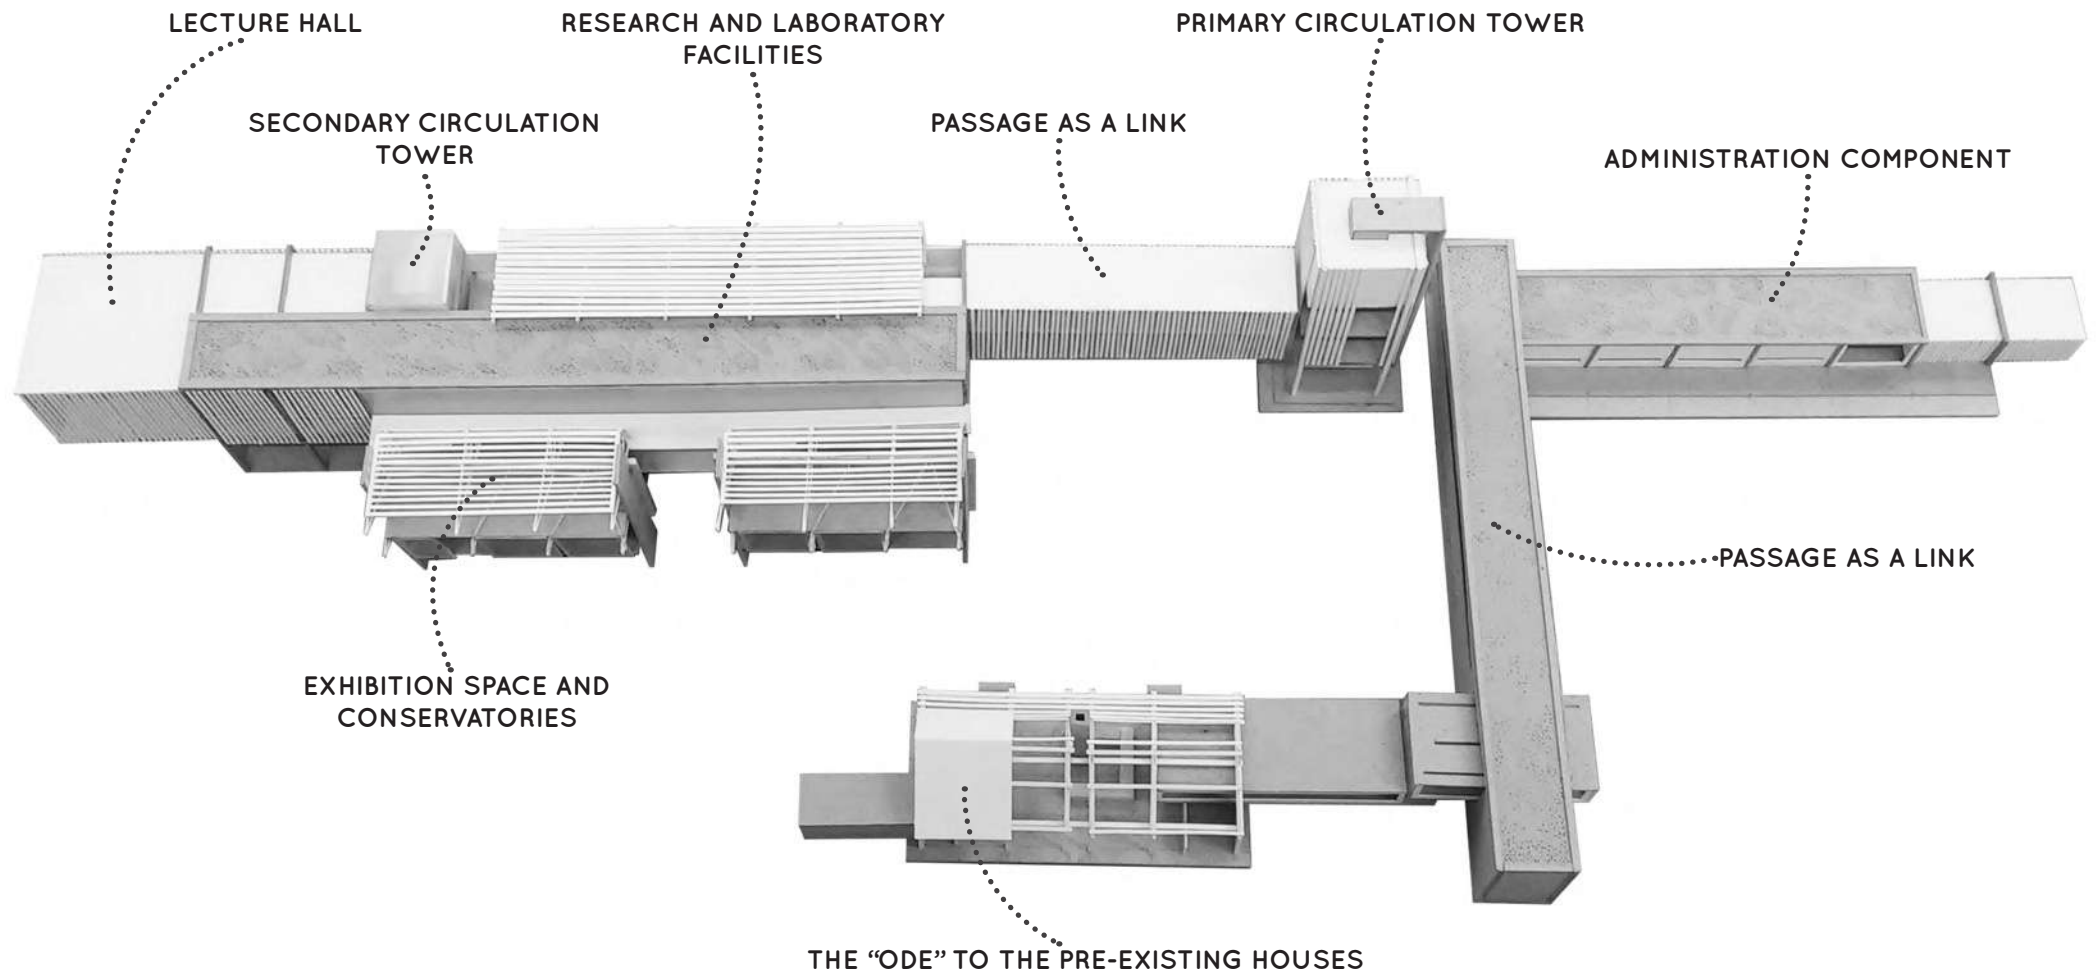 LECTURE HALL
RESEARCH AND LABORATORY
FACILITIES
PRIMARY CIRCULATION TOWER
SECONDARY CIRCULATION
TOWER
PASSAGE AS A LINK
ADMINISTRATION COMPONENT
PASSAGE AS A LINK
EXHIBITION SPACE AND
CONSERVATORIES
THE “ODE” TO THE PRE-EXISTING HOUSES